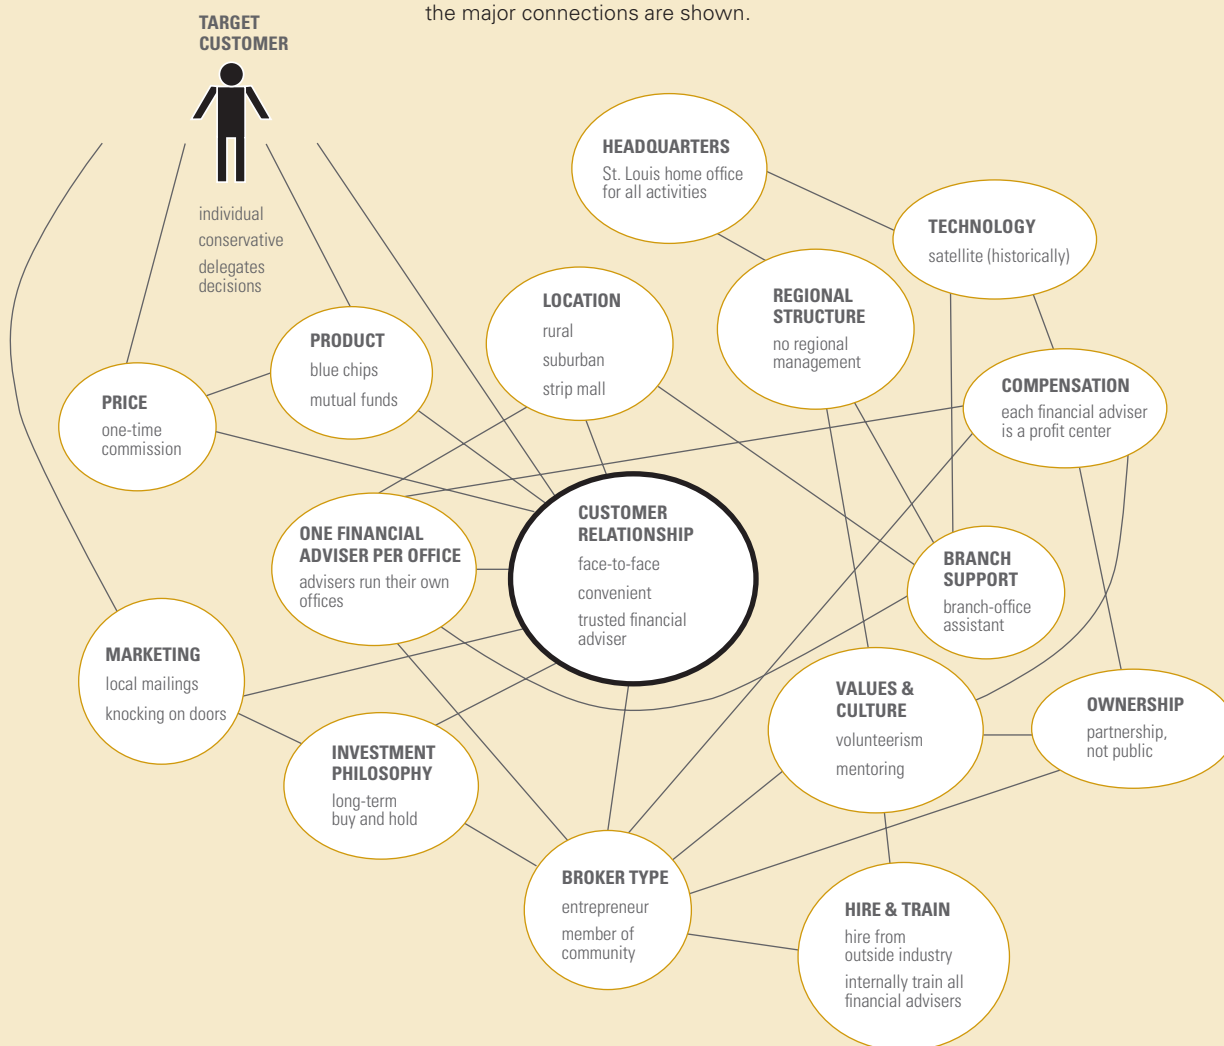 the major connections are shown.
TARGET
CUSTOMER
individual
conservative
delegates
decisions
HEADQUARTERS
St. Louis home office
for all activities
TECHNOLOGY
satellite (historically)
LOCATION
rural
suburban
strip mall
REGIONAL
STRUCTURE
no regional
management
PRODUCT
blue chips
mutual funds
PRICE
one-time
commission
COMPENSATION
each financial adviser
is a profit center
ONE FINANCIAL
ADVISER PER OFFICE
advisers run their own
offices
CUSTOMER
RELATIONSHIP
face-to-face
convenient
trusted financial
adviser
BRANCH
SUPPORT
branch-office
assistant
MARKETING
local mailings
knocking on doors
VALUES &
CULTURE
volunteerism
mentoring
OWNERSHIP
partnership,
not public
INVESTMENT
PHILOSOPHY
long-term
buy and hold
BROKER TYPE
entrepreneur
member of
community
HIRE & TRAIN
hire from
outside industry
internally train all
financial advisers